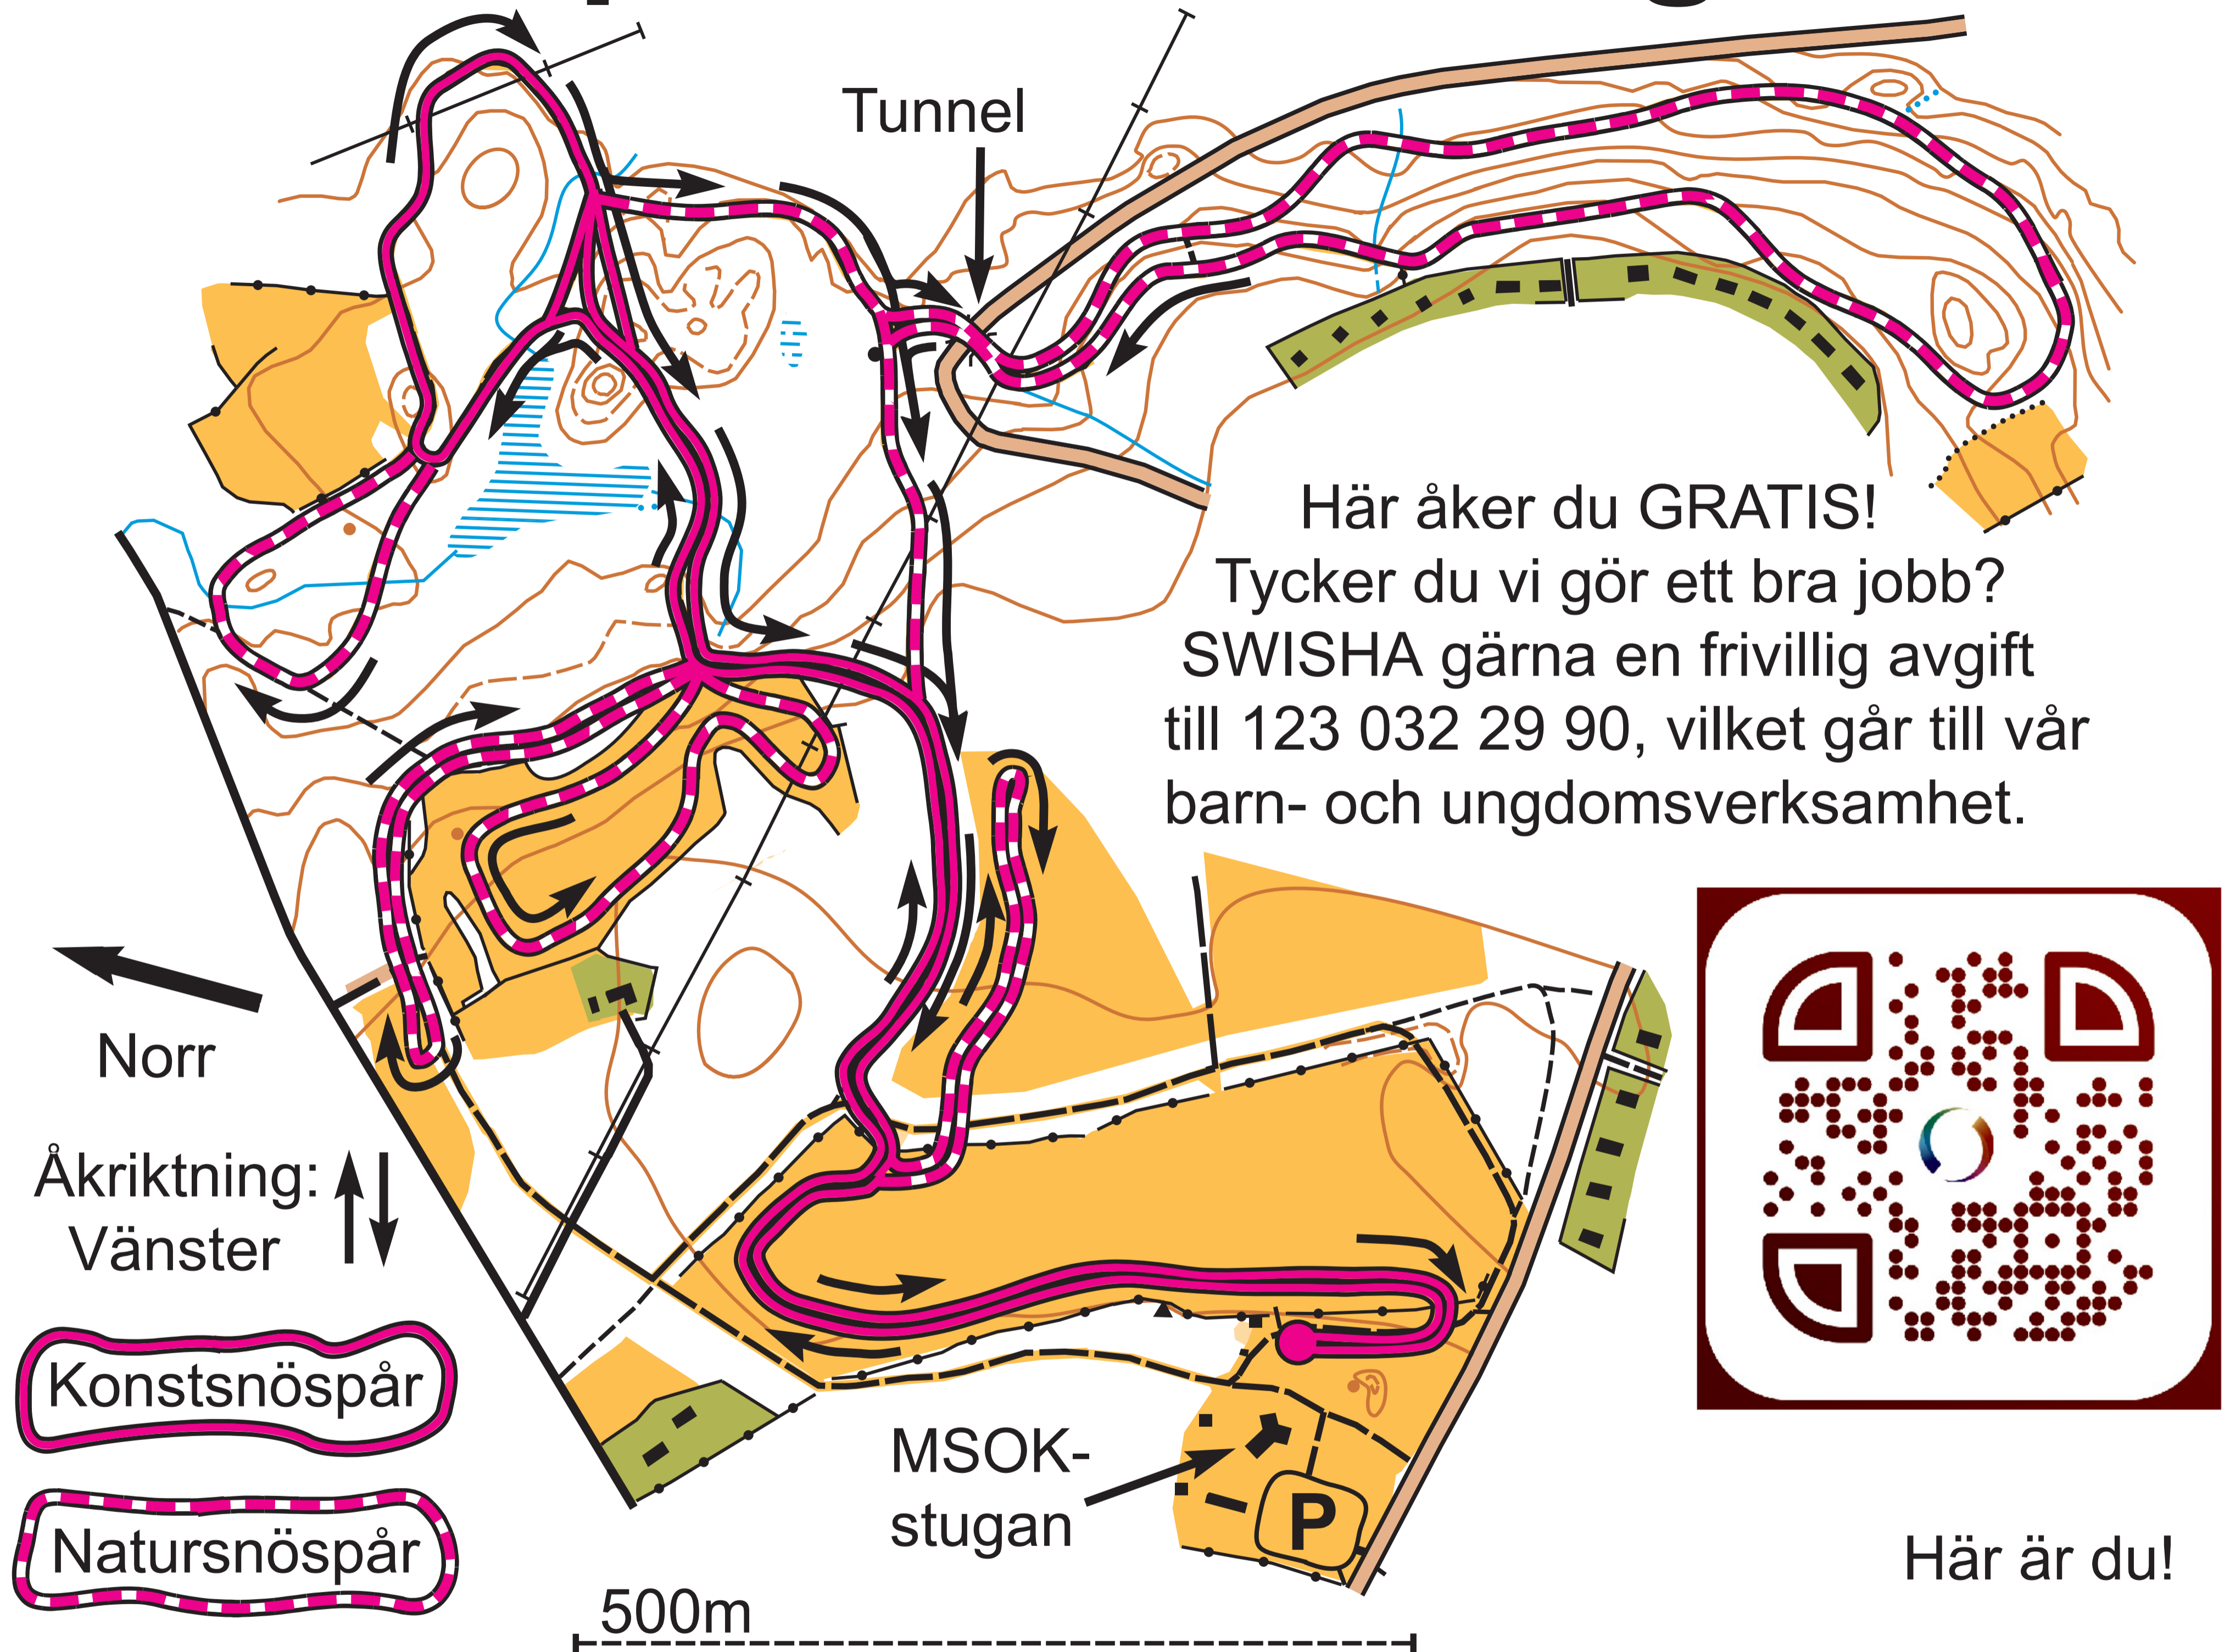 Tunnel
Här åker du GRATIS!
Tycker du vi gör ett bra jobb?
SWISHA gärna en frivillig avgift
till 123 032 29 90, vilket går till vår
barn- och ungdomsverksamhet.
Norr
Åkriktning:
Vänster
Konstsnöspår
Natursnöspår
MSOK-
stugan
P
Här är du!
500m